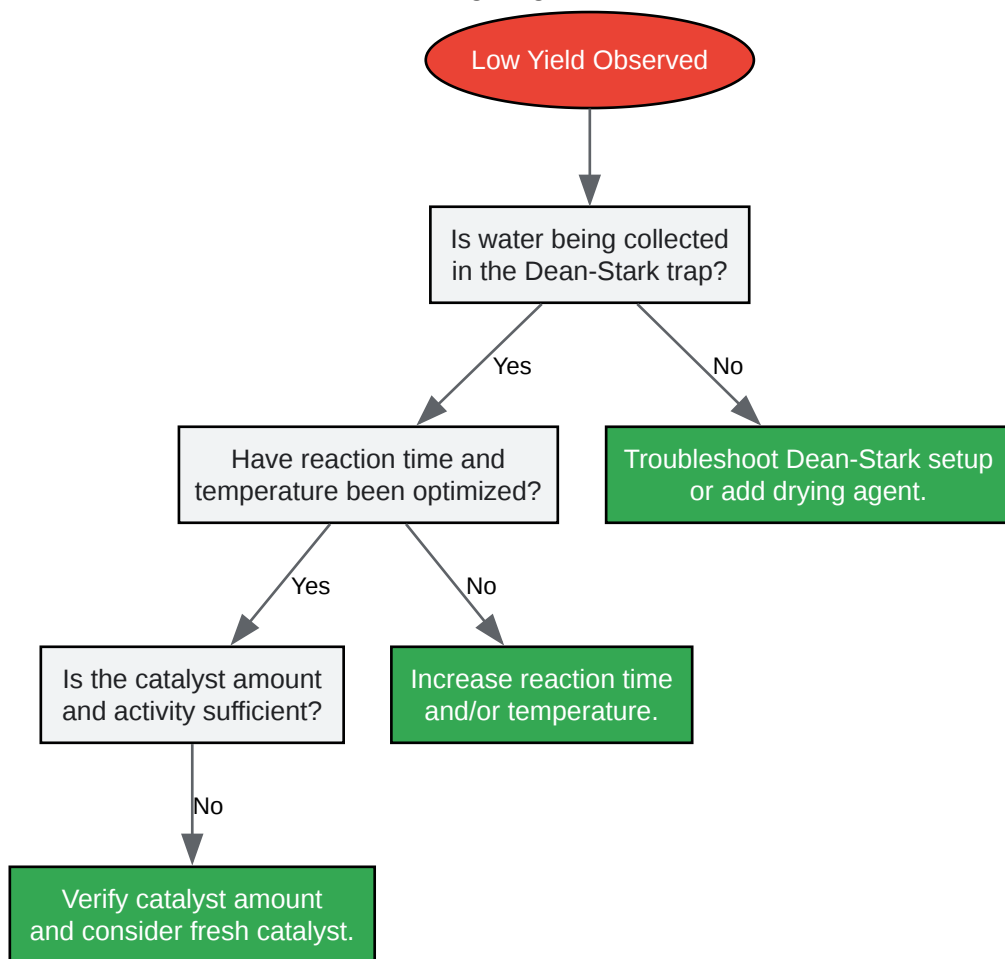 Low Yield Observed
Is water being collected
in the Dean-Stark trap?
Yes
No
Have reaction time and
temperature been optimized?
Troubleshoot Dean-Stark setup
or add drying agent.
Yes
No
Is the catalyst amount
and activity sufficient?
Increase reaction time
and/or temperature.
No
Verify catalyst amount
and consider fresh catalyst.